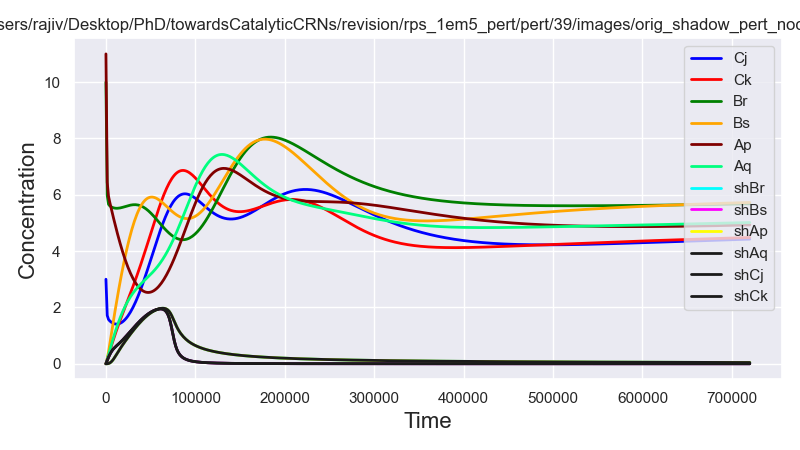 sers/rajiv/Desktop/PhD/towardsCatalyticCRNs/revision/rps_1em5_pert/pert/39/images/orig_shadow_pert_noc
Concentration
10
8
6
4
2
0
0
100000
200000
300000
400000
500000
600000
700000
Time
Cj
Ck
Br
Bs
Ap
Aq
shBr
shBs
shAp
shAq
shCj
shCk